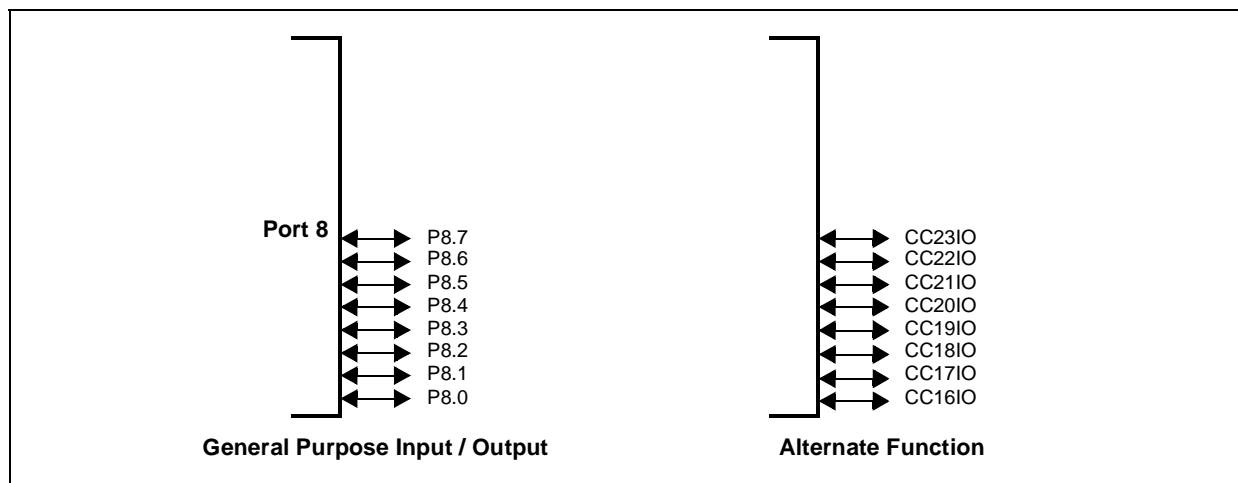 Port 8
P8.7
P8.6
P8.5
P8.4
P8.3
P8.2
P8.1
P8.0
General Purpose Input / Output
CC23IO
CC22IO
CC21IO
CC20IO
CC19IO
CC18IO
CC17IO
CC16IO
Alternate Function